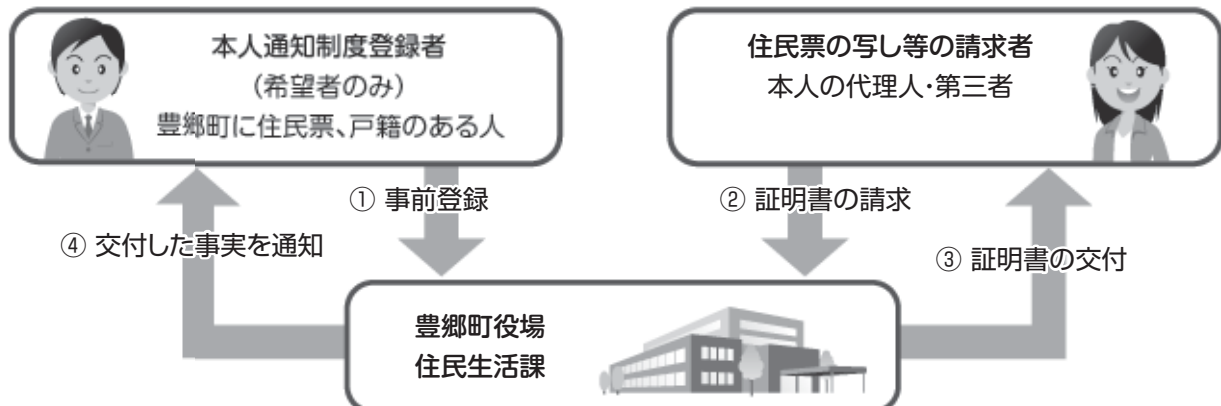 本人通知制度登録者
(希望者のみ)
豊郷町に住民票、戸籍のある人
住民票の写し等の請求者
本人の代理人・第三者
① 事前登録
② 証明書の請求
④ 交付した事実を通知
③ 証明書の交付
豊郷町役場
住民生活課